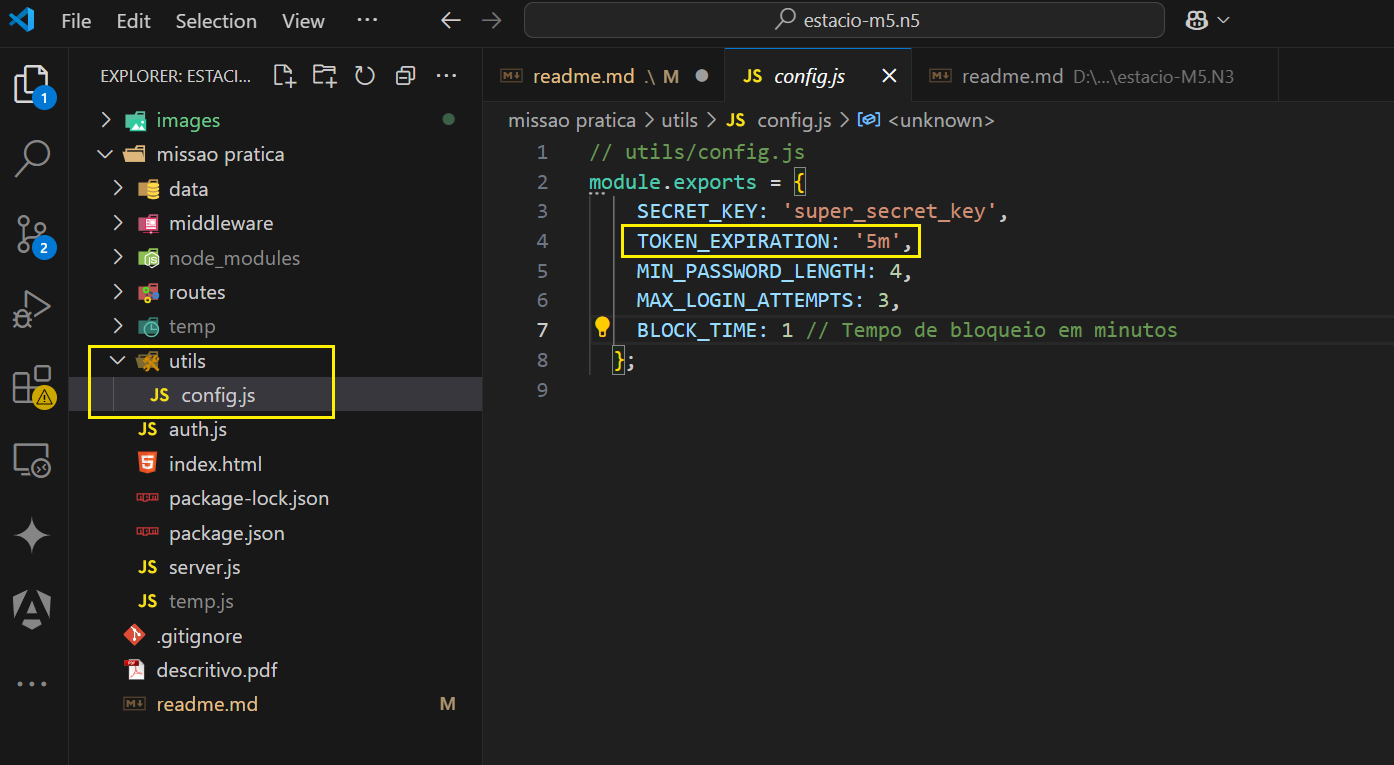 File Edit Selection View ··· estacio-m5.n5
EXPLORER: ESTACI...
images
missao pratica
data
middleware
node_modules
routes
temp
utils
JS config.js
JS auth.js
index.html
package-lock.json
package.json
JS server.js
JS temp.js
.gitignore
descritivo.pdf
readme.md M
1
2
readme.md .\ M
JS config.js
readme.md D:\...\estacio-M5.N3
missao pratica > utils > JS config.js > <unknown>
1 // utils/config.js
2 module.exports = {
3 SECRET_KEY: 'super_secret_key',
4 TOKEN_EXPIRATION: '5m',
5 MIN_PASSWORD_LENGTH: 4,
6 MAX_LOGIN_ATTEMPTS: 3,
7 BLOCK_TIME: 1 // Tempo de bloqueio em minutos
8 };
9